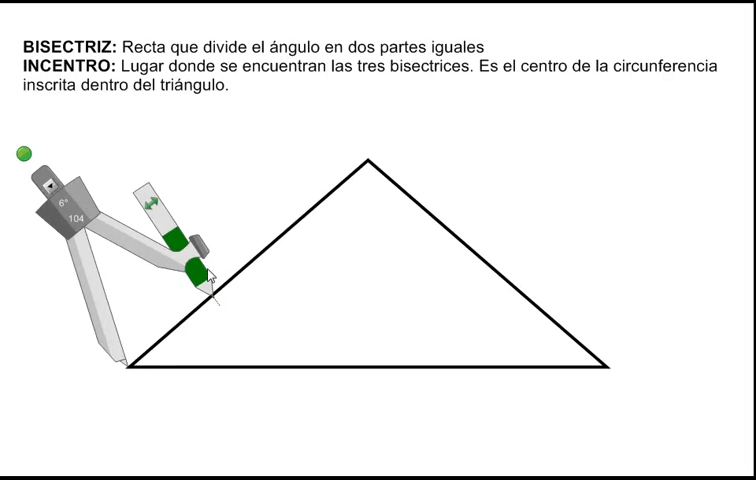 BISECTRIZ: Recta que divide el ángulo en dos partes iguales
INCENTRO: Lugar donde se encuentran las tres bisectrices. Es el centro de la circunferencia
inscrita dentro del triángulo.
6°
104